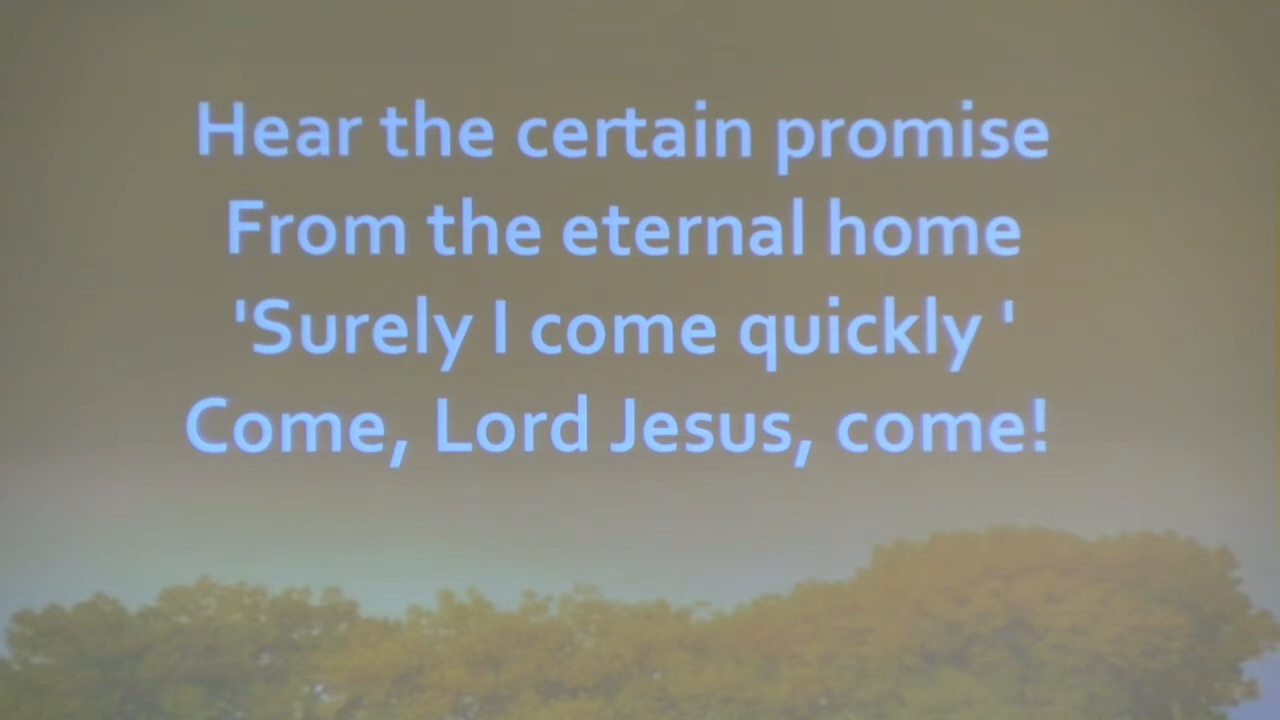 Hear the certain promise
From the eternal home
'Surely I come quickly '
Come, Lord Jesus, come!